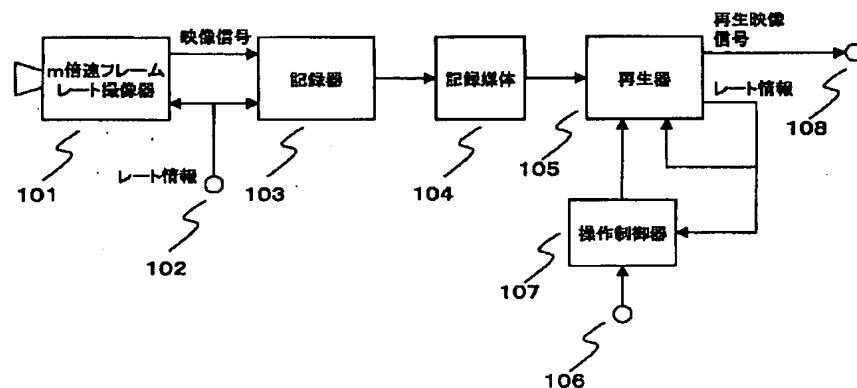 映像信号
m倍速フレーム
レート撮像器
記録器
記録媒体
再生器
再生映像
信号
レート情報
108
101
レート情報
102
103
104
105
操作制御器
107
106